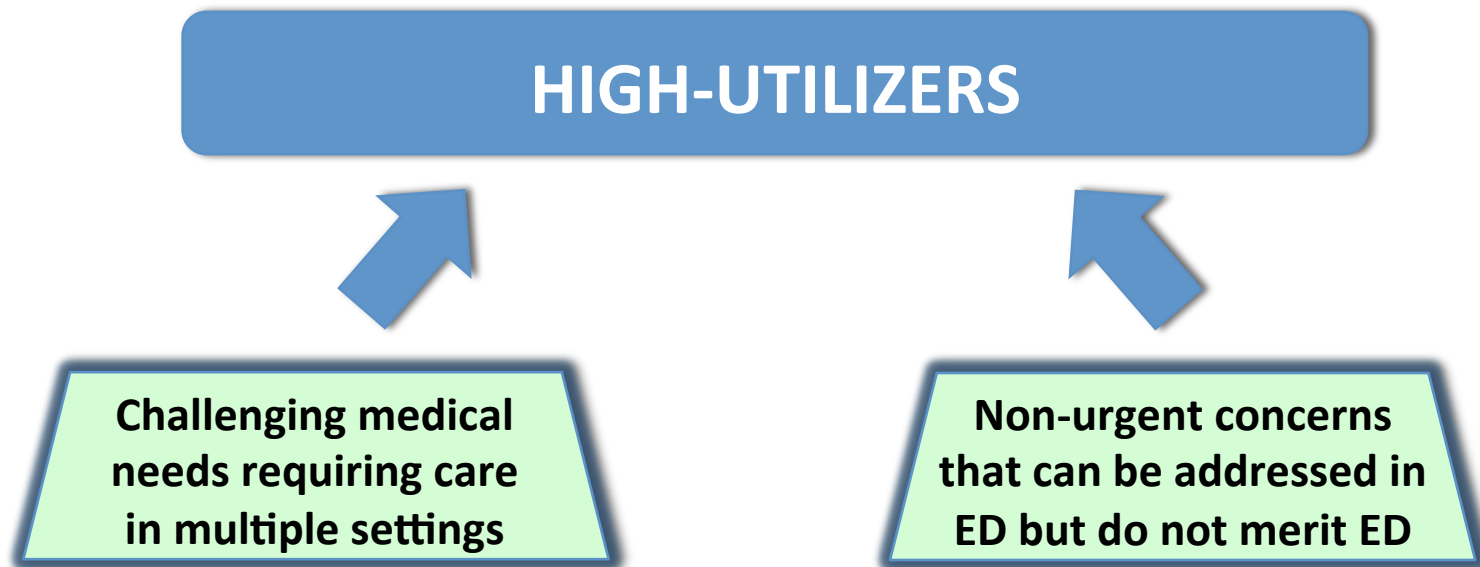 HIGH-UTILIZERS
Challenging medical
needs requiring care
in multiple settings
Non-urgent concerns
that can be addressed in
ED but do not merit ED